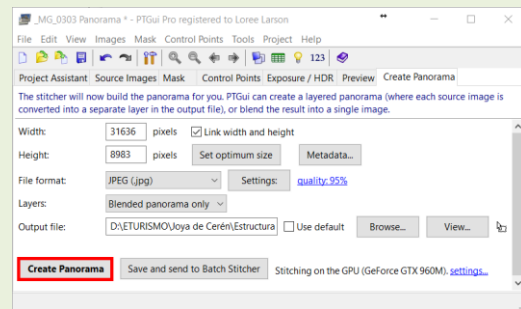 _MG_0303 Panorama * - PTGui Pro registered to Loree Larson
File Edit View Images Mask Control Points Tools Project Help
123
Project Assistant Source Images Mask Control Points Exposure / HDR Preview Create Panorama
The stitcher will now build the panorama for you. PTGui can create a layered panorama (where each source image is
converted into a separate layer in the output file), or blend the result into a single image.
Width: 31636 pixels Link width and height
Height: 8983 pixels Set optimum size Metadata...
File format: JPEG (.jpg) Settings: quality: 95%
Layers: Blended panorama only
Output file: D:\ETURISMO\Joya de Cerén\Estructura Use default Browse... View...
Create Panorama Save and send to Batch Stitcher Stitching on the GPU (GeForce GTX 960M). settings...